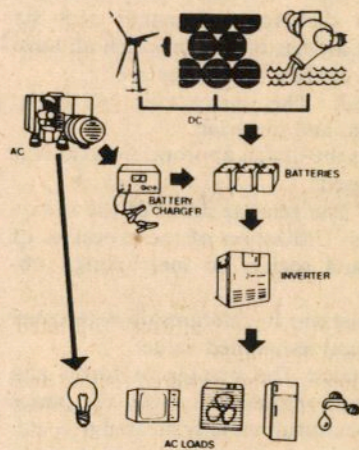 DC
AC
BATTERY
CHARGER
BATTERIES
INVERTER
AC LOADS